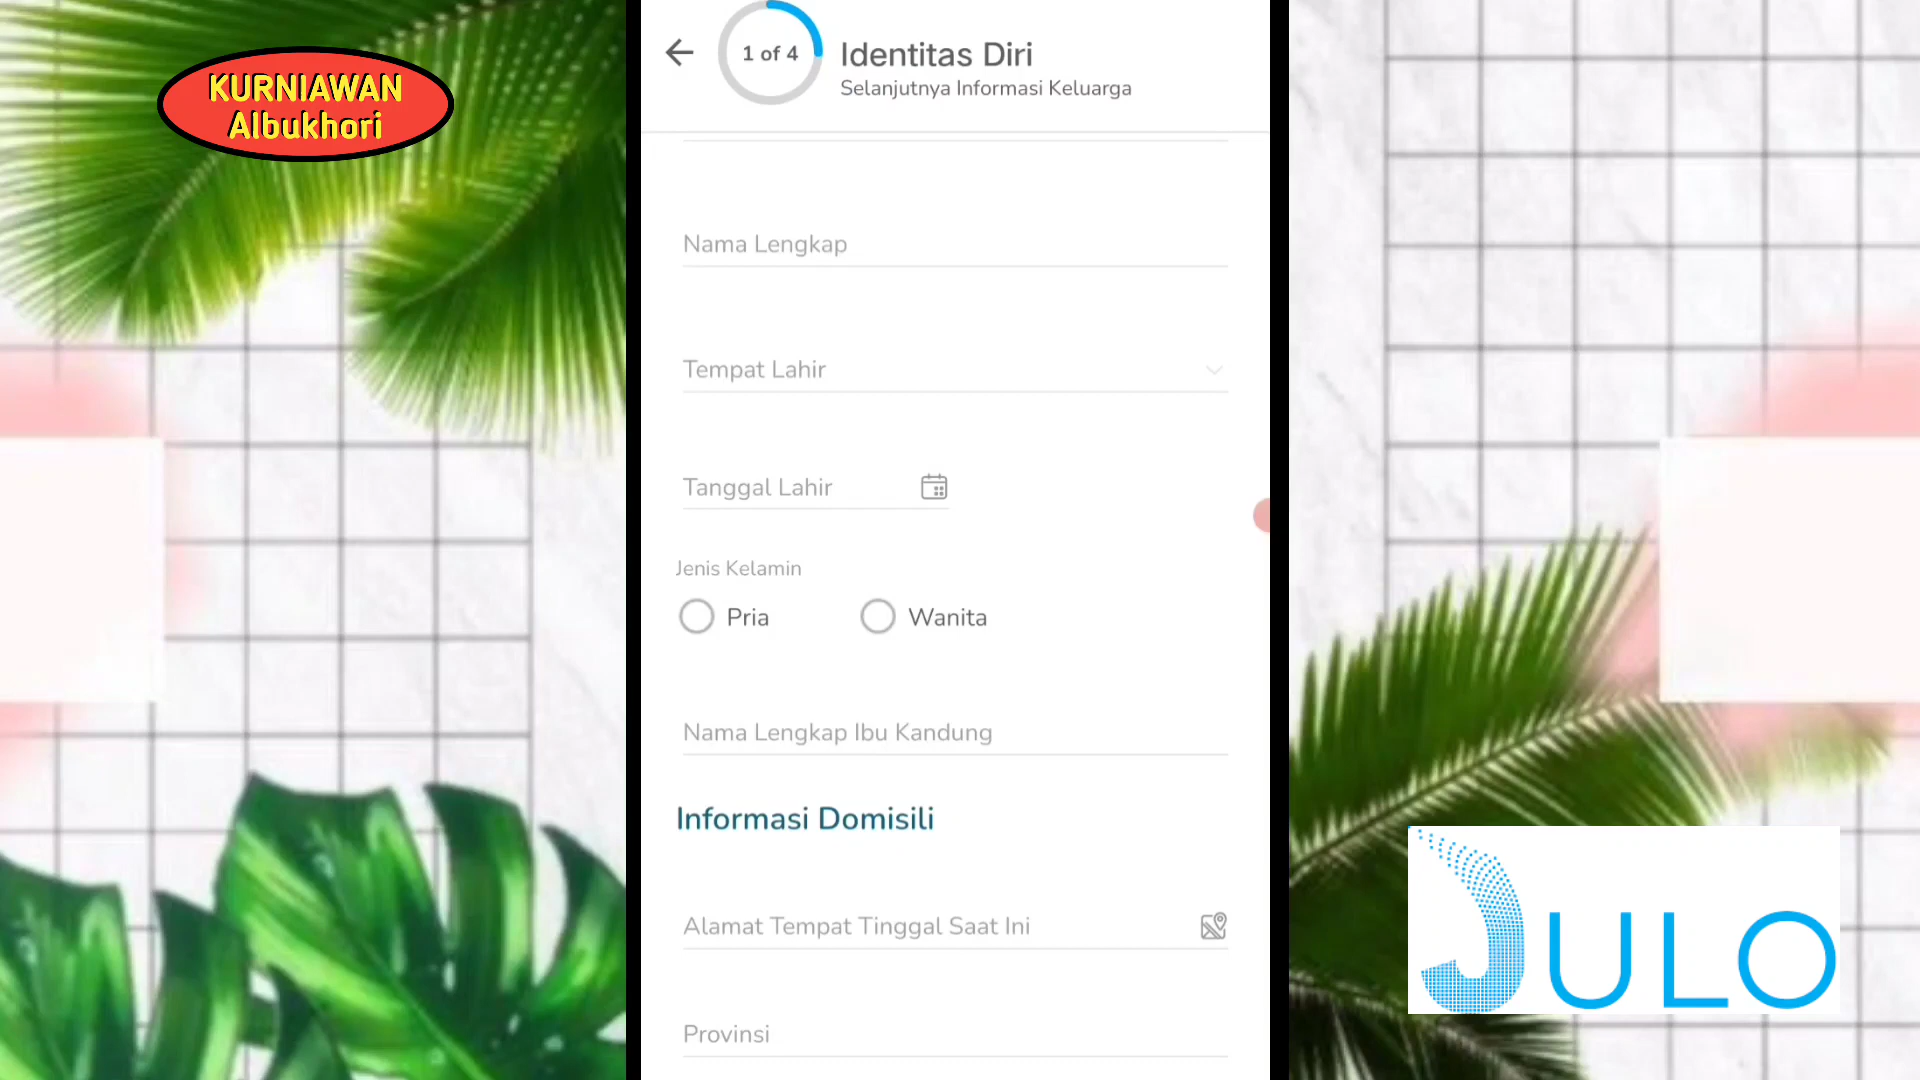 KURNIAWAN
Albukhori
1 of 4
Identitas Diri
Selanjutnya Informasi Keluarga
Nama Lengkap
Tempat Lahir
Tanggal Lahir
Jenis Kelamin
Pria
Wanita
Nama Lengkap Ibu Kandung
Informasi Domisili
Alamat Tempat Tinggal Saat Ini
Provinsi
JULO